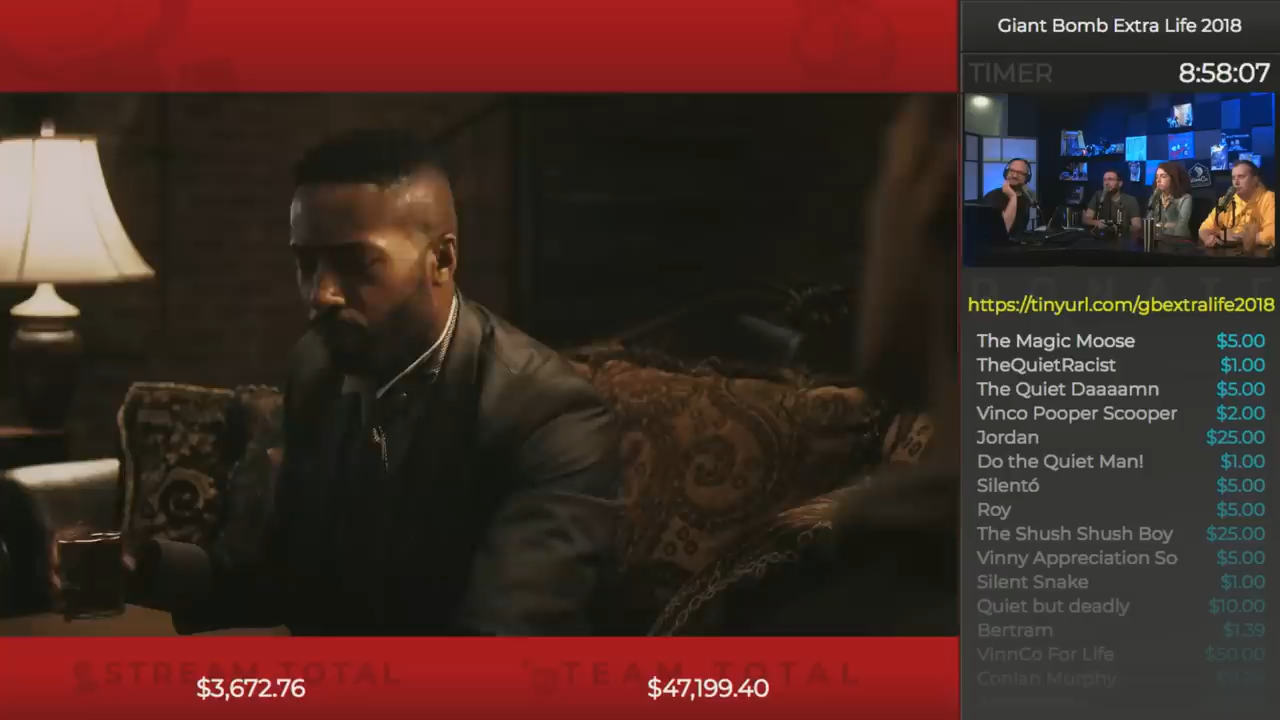 Giant Bomb Extra Life 2018
TIMER
8:58:07
DONATE
https://tinyurl.com/gbextralife2018
The Magic Moose $5.00
TheQuietRacist $1.00
The Quiet Daaaamn $5.00
Vinco Pooper Scooper $2.00
Jordan $25.00
Do the Quiet Man! $1.00
Silentó $5.00
Roy $5.00
The Shush Shush Boy $25.00
Vinny Appreciation So $5.00
Silent Snake $1.00
Quiet but deadly $10.00
Bertram $1.39
VinnCo For Life $50.00
Conlan Murphy
STREAM TOTAL
$3,672.76
TEAM TOTAL
$47,199.40